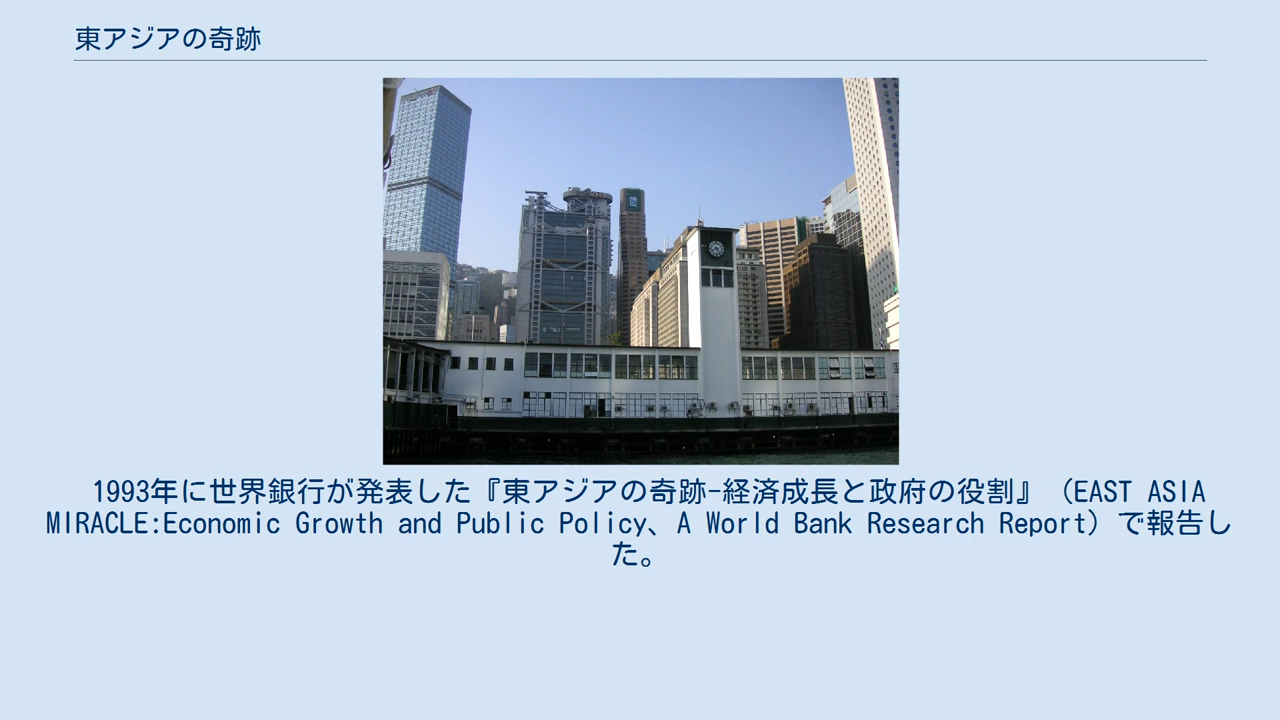 東アジアの奇跡
1993年に世界銀行が発表した『東アジアの奇跡-経済成長と政府の役割』（EAST ASIA
MIRACLE:Economic Growth and Public Policy、A World Bank Research Report）で報告し
た。